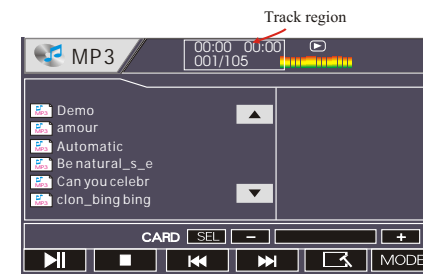 Track region
MP3
00:00 00:00
001/105
Demo
amour
Automatic
Be natural_s_e
Can you celebr
clon_bing bing
CARD SEL − +
MODE